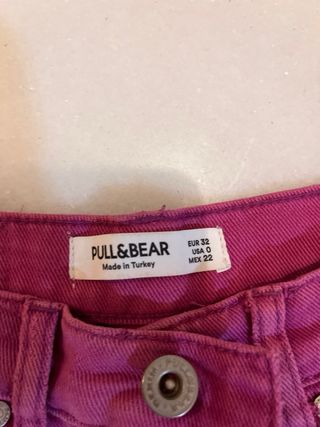 PULL&BEAR
Made in Turkey
EUR 32
USA 0
MEX 22